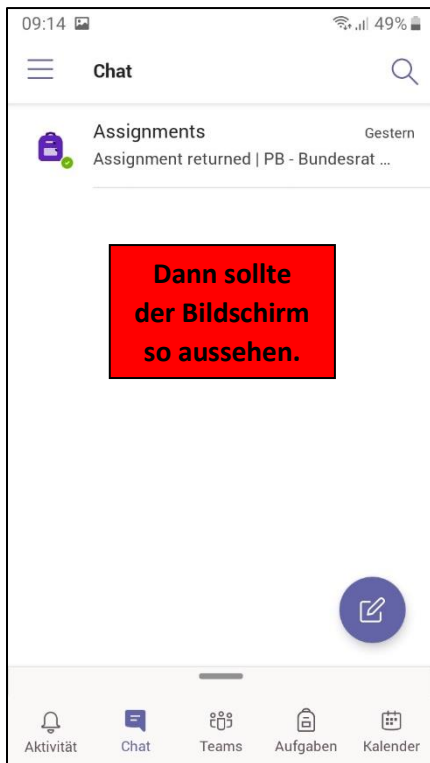 09:14 49%
Chat
Assignments Gestern
Assignment returned | PB - Bundesrat ...
Dann sollte
der Bildschirm
so aussehen.
Aktivität Chat Teams Aufgaben Kalender